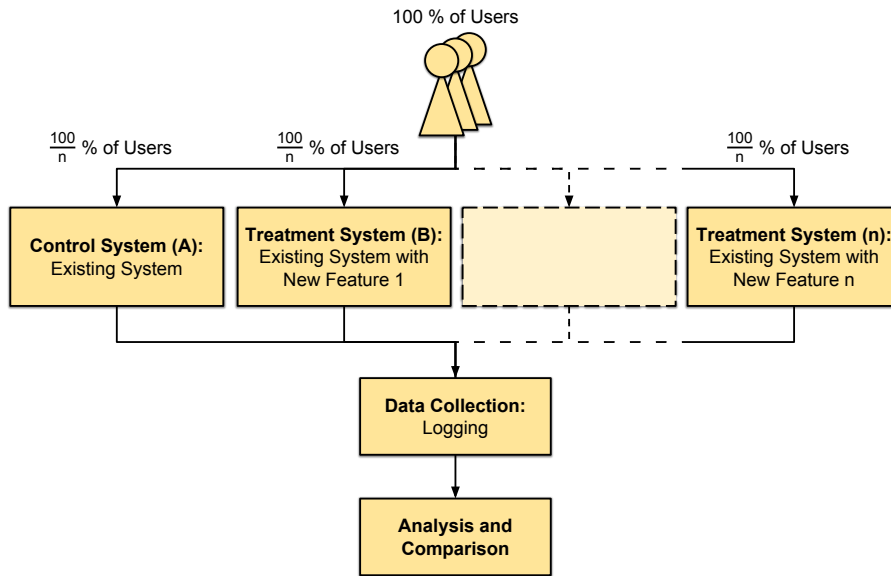 100 % of Users
100/n % of Users
100/n % of Users
100/n % of Users
Control System (A):
Existing System
Treatment System (B):
Existing System with
New Feature 1
Treatment System (n):
Existing System with
New Feature n
Data Collection:
Logging
Analysis and
Comparison